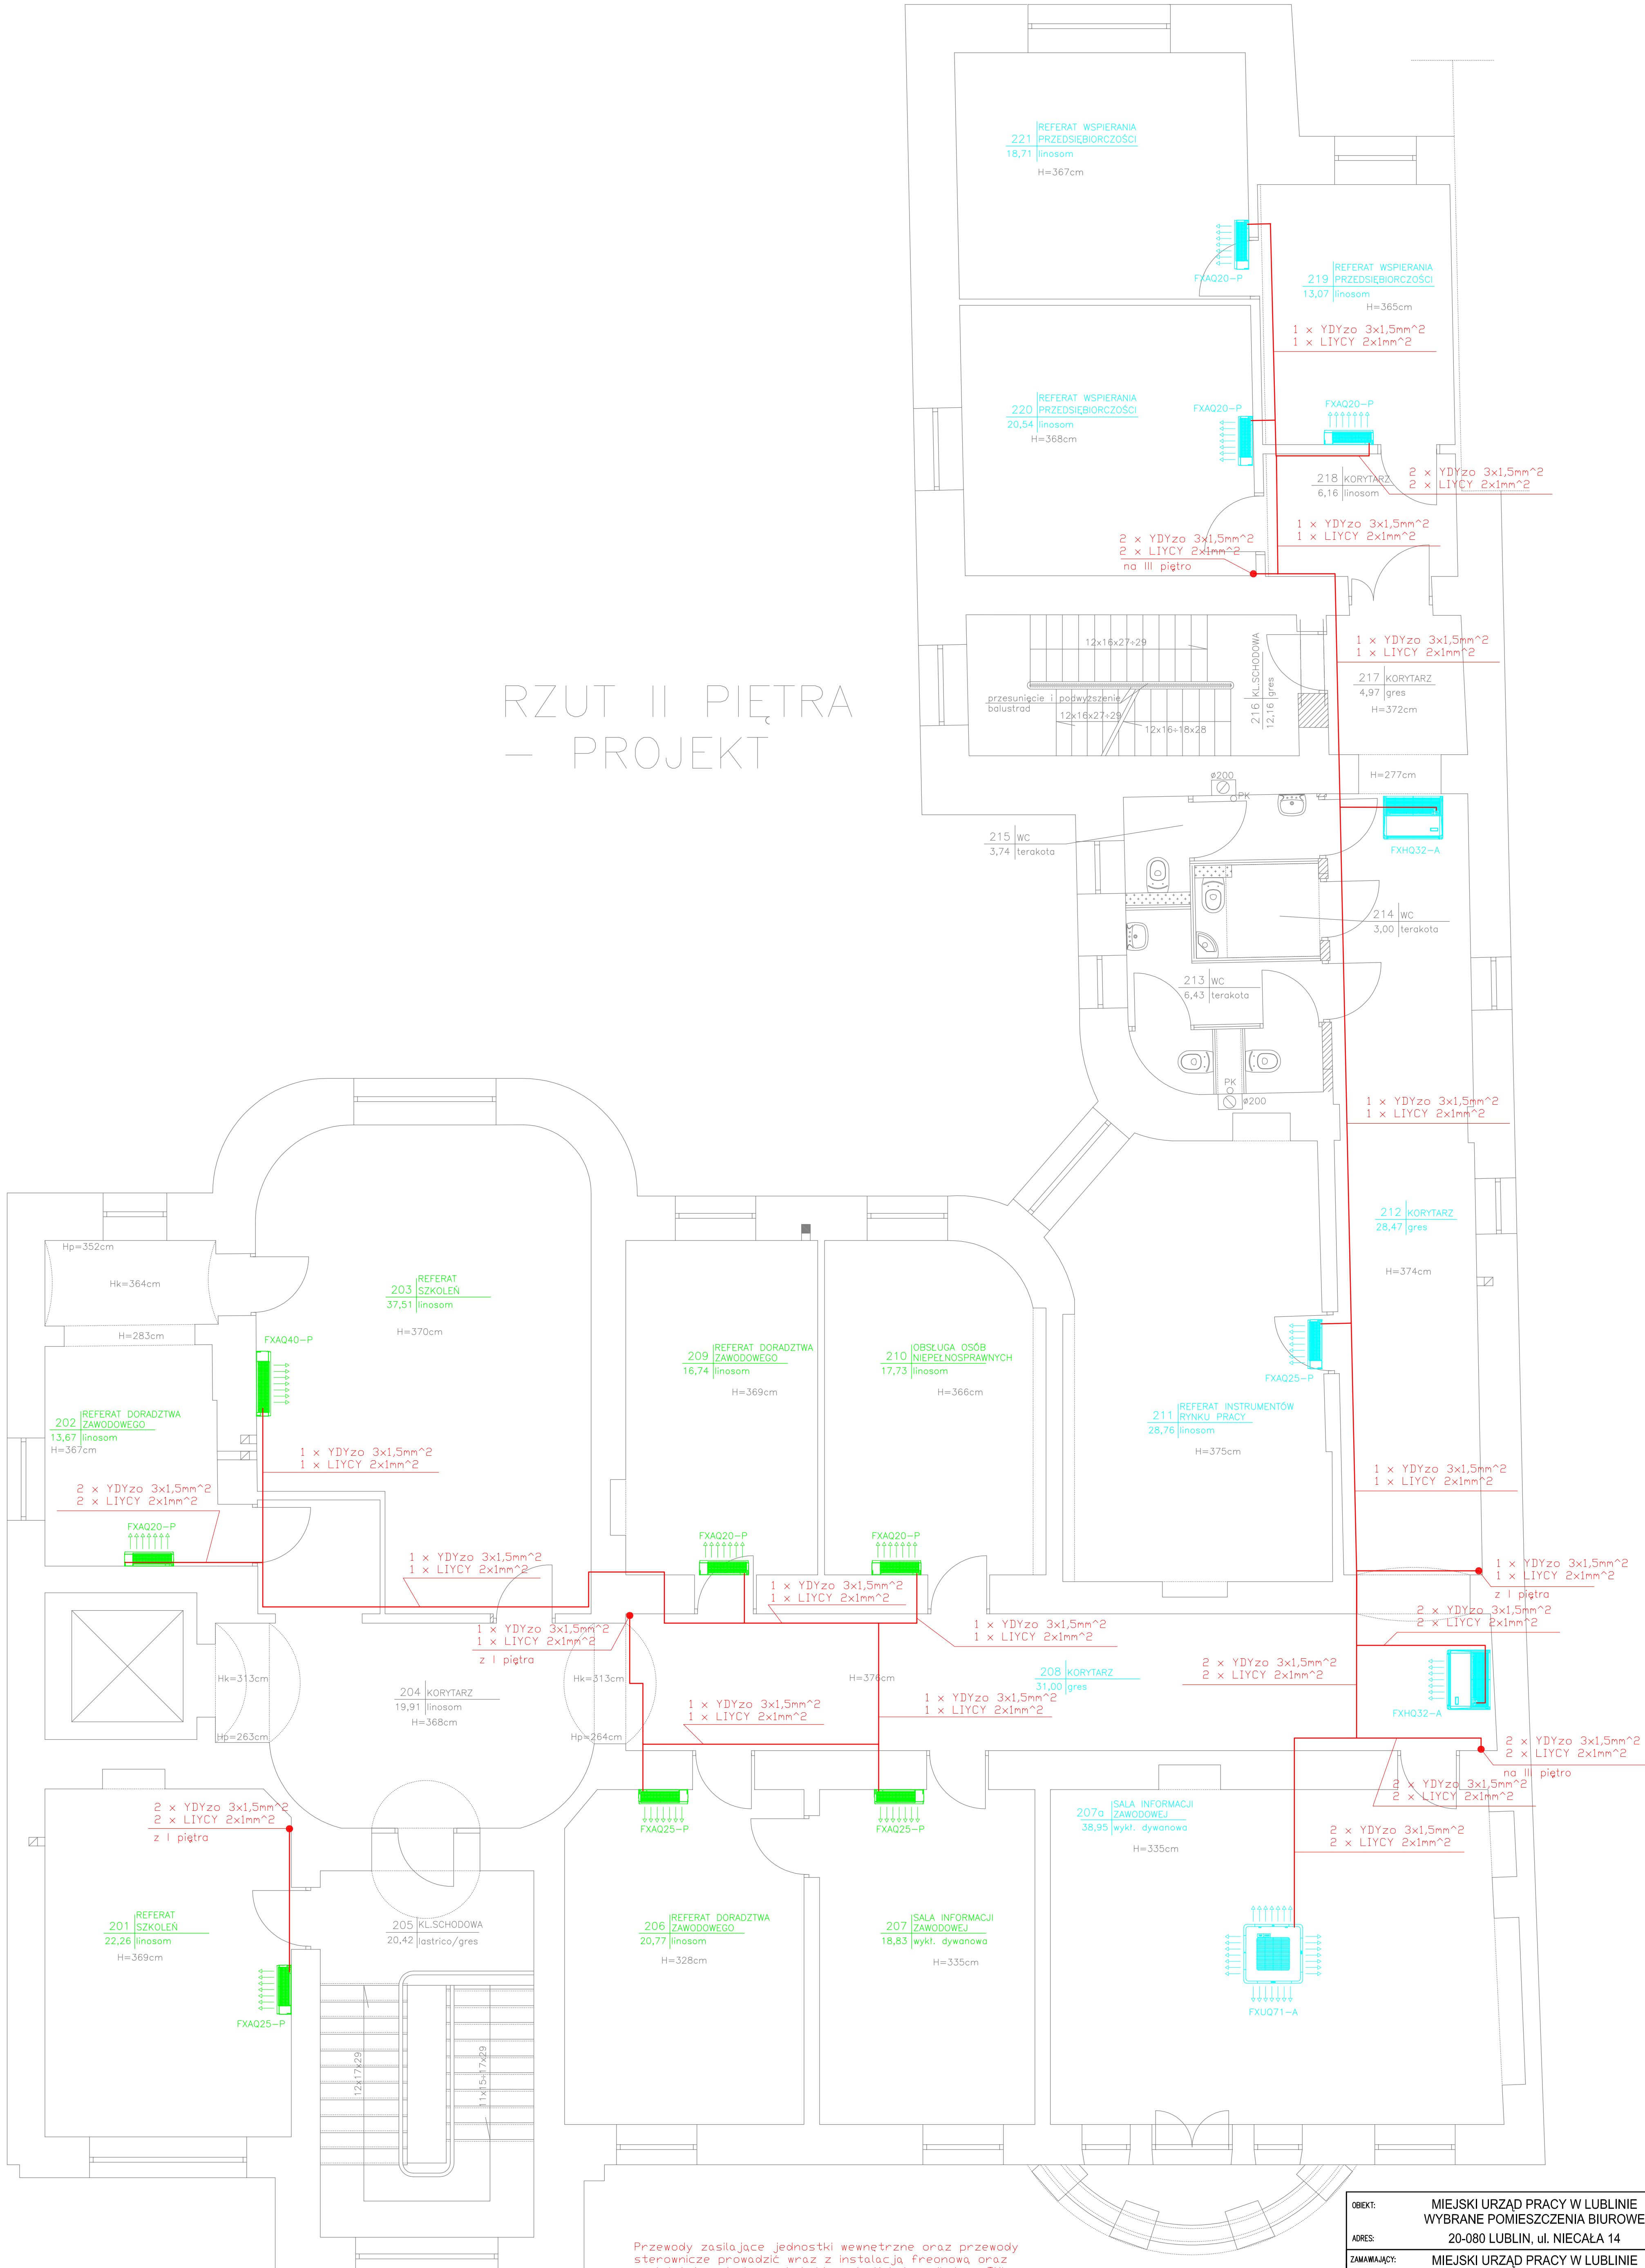 221 REFERAT WSPIERANIA
PRZEDSIĘBIORCZOŚCI
18,71 linosom
H=367cm
FXAQ20-P
219 REFERAT WSPIERANIA
PRZEDSIĘBIORCZOŚCI
13,07 linosom
H=365cm
1 x YDYzo 3x1,5mm^2
1 x LIYCY 2x1mm^2
220 REFERAT WSPIERANIA
PRZEDSIĘBIORCZOŚCI
20,54 linosom
H=368cm
FXAQ20-P
FXAQ20-P
218 KORYTARZ
6,16 linosom
2 x YDYzo 3x1,5mm^2
2 x LIYCY 2x1mm^2
1 x YDYzo 3x1,5mm^2
1 x LIYCY 2x1mm^2
2 x YDYzo 3x1,5mm^2
2 x LIYCY 2x1mm^2
na III piętro
RZUT II PIĘTRA
- PROJEKT
12x16x27÷29
216 KL.SCHODOWA
12,16 gres
przesunięcie i podwyższenie
balustrad
12x16x27÷29
12x16÷18x28
1 x YDYzo 3x1,5mm^2
1 x LIYCY 2x1mm^2
217 KORYTARZ
4,97 gres
H=372cm
H=277cm
ø200
PK
215 WC
3,74 terakota
FXHQ32-A
214 WC
3,00 terakota
213 WC
6,43 terakota
PK
ø200
1 x YDYzo 3x1,5mm^2
1 x LIYCY 2x1mm^2
212 KORYTARZ
28,47 gres
H=374cm
Hp=352cm
Hk=364cm
H=283cm
203 REFERAT
SZKOLEŃ
37,51 linosom
H=370cm
FXAQ40-P
209 REFERAT DORADZTWA
ZAWODOWEGO
16,74 linosom
H=369cm
210 OBSŁUGA OSÓB
NIEPEŁNOSPRAWNYCH
17,73 linosom
H=366cm
FXAQ25-P
211 REFERAT INSTRUMENTÓW
RYNKU PRACY
28,76 linosom
H=375cm
202 REFERAT DORADZTWA
ZAWODOWEGO
13,67 linosom
H=367cm
1 x YDYzo 3x1,5mm^2
1 x LIYCY 2x1mm^2
2 x YDYzo 3x1,5mm^2
2 x LIYCY 2x1mm^2
1 x YDYzo 3x1,5mm^2
1 x LIYCY 2x1mm^2
FXAQ20-P
FXAQ20-P
FXAQ20-P
1 x YDYzo 3x1,5mm^2
1 x LIYCY 2x1mm^2
1 x YDYzo 3x1,5mm^2
1 x LIYCY 2x1mm^2
1 x YDYzo 3x1,5mm^2
1 x LIYCY 2x1mm^2
z I piętra
1 x YDYzo 3x1,5mm^2
1 x LIYCY 2x1mm^2
z I piętra
1 x YDYzo 3x1,5mm^2
1 x LIYCY 2x1mm^2
2 x YDYzo 3x1,5mm^2
2 x LIYCY 2x1mm^2
Hk=313cm
204 KORYTARZ
19,91 linosom
H=368cm
Hk=313cm
H=376cm
208 KORYTARZ
31,00 gres
2 x YDYzo 3x1,5mm^2
2 x LIYCY 2x1mm^2
Hp=263cm
Hp=264cm
1 x YDYzo 3x1,5mm^2
1 x LIYCY 2x1mm^2
1 x YDYzo 3x1,5mm^2
1 x LIYCY 2x1mm^2
FXHQ32-A
2 x YDYzo 3x1,5mm^2
2 x LIYCY 2x1mm^2
na III piętro
2 x YDYzo 3x1,5mm^2
2 x LIYCY 2x1mm^2
2 x YDYzo 3x1,5mm^2
2 x LIYCY 2x1mm^2
z I piętra
FXAQ25-P
FXAQ25-P
207a SALA INFORMACJI
ZAWODOWEJ
38,95 wykł. dywanowa
H=335cm
2 x YDYzo 3x1,5mm^2
2 x LIYCY 2x1mm^2
201 REFERAT
SZKOLEŃ
22,26 linosom
H=369cm
205 KL.SCHODOWA
20,42 lastrico/gres
206 REFERAT DORADZTWA
ZAWODOWEGO
20,77 linosom
H=328cm
207 SALA INFORMACJI
ZAWODOWEJ
18,83 wykł. dywanowa
H=335cm
FXAQ25-P
FXUQ71-A
12x17x29
11x15÷17x29
Przewody zasilające jednostki wewnętrzne oraz przewody
sterownicze prowadzić wraz z instalacją freonową oraz
OBIEKT: MIEJSKI URZĄD PRACY W LUBLINIE
WYBRANE POMIESZCZENIA BIUROWE
ADRES: 20-080 LUBLIN, ul. NIECAŁA 14
ZAMAWIAJĄCY: MIEJSKI URZĄD PRACY W LUBLINIE